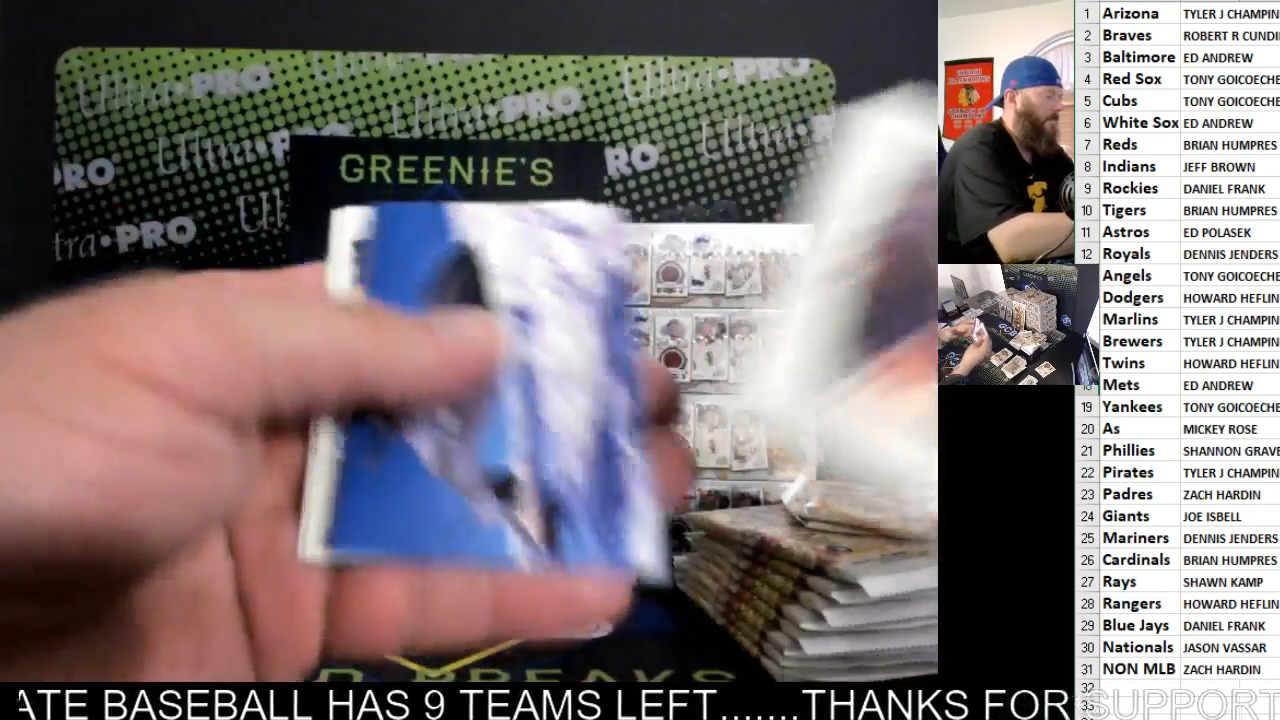 Ultra•PRO
GREENIE'S
1 Arizona TYLER J CHAMPIN
2 Braves ROBERT R CUNDI
3 Baltimore ED ANDREW
4 Red Sox TONY GOICOECHE
5 Cubs TONY GOICOECHE
6 White Sox ED ANDREW
7 Reds BRIAN HUMPRES
8 Indians JEFF BROWN
9 Rockies DANIEL FRANK
10 Tigers BRIAN HUMPRES
11 Astros ED POLASEK
12 Royals DENNIS JENDERS
Angels TONY GOICOECHE
Dodgers HOWARD HEFLIN
Marlins TYLER J CHAMPIN
Brewers TYLER J CHAMPIN
Twins HOWARD HEFLIN
Mets ED ANDREW
19 Yankees TONY GOICOECHE
20 As MICKEY ROSE
21 Phillies SHANNON GRAVE
22 Pirates TYLER J CHAMPIN
23 Padres ZACH HARDIN
24 Giants JOE ISBELL
25 Mariners DENNIS JENDERS
26 Cardinals BRIAN HUMPRES
27 Rays SHAWN KAMP
28 Rangers HOWARD HEFLIN
29 Blue Jays DANIEL FRANK
30 Nationals JASON VASSAR
31 NON MLB ZACH HARDIN
32
ATE BASEBALL HAS 9 TEAMS LEFT.......THANKS FOR SUPPORT